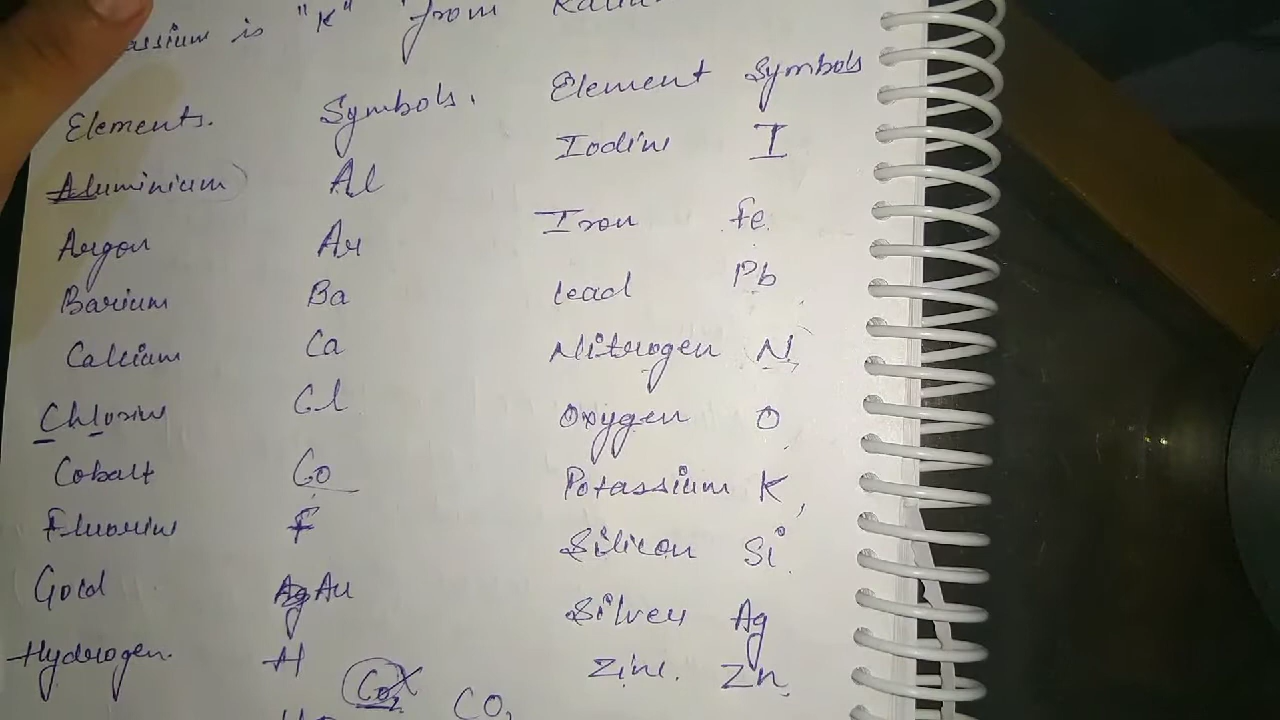 is "K" from
Elements. Symbols. Element Symbols
Aluminium Al Iodine I
Argon Ar Iron Fe
Barium Ba Lead Pb
Calcium Ca Nitrogen N
Chlorine Cl Oxygen O
Cobalt Co Potassium K
Fluorine F Silicon Si
Gold Ag Au Silver Ag
Hydrogen. H Zinc. Zn
Co₂ CO₂